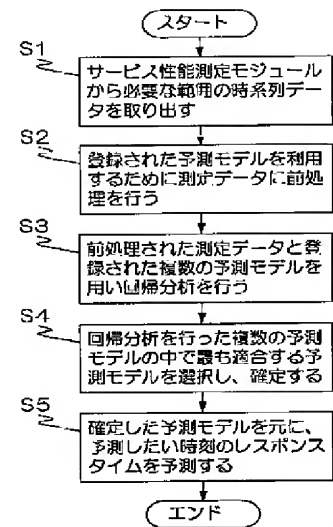 スタート
S1
サービス性能測定モジュール
から必要な範囲の時系列デ
ータを取り出す
S2
登録された予測モデルを利用
するために測定データに前処
理を行う
S3
前処理された測定データと登
録された複数の予測モデルを
用い回帰分析を行う
S4
回帰分析を行った複数の予測
モデルの中で最も適合する予
測モデルを選択し、確定する
S5
確定した予測モデルを元に、
予測したい時刻のレスポンス
タイムを予測する
エンド